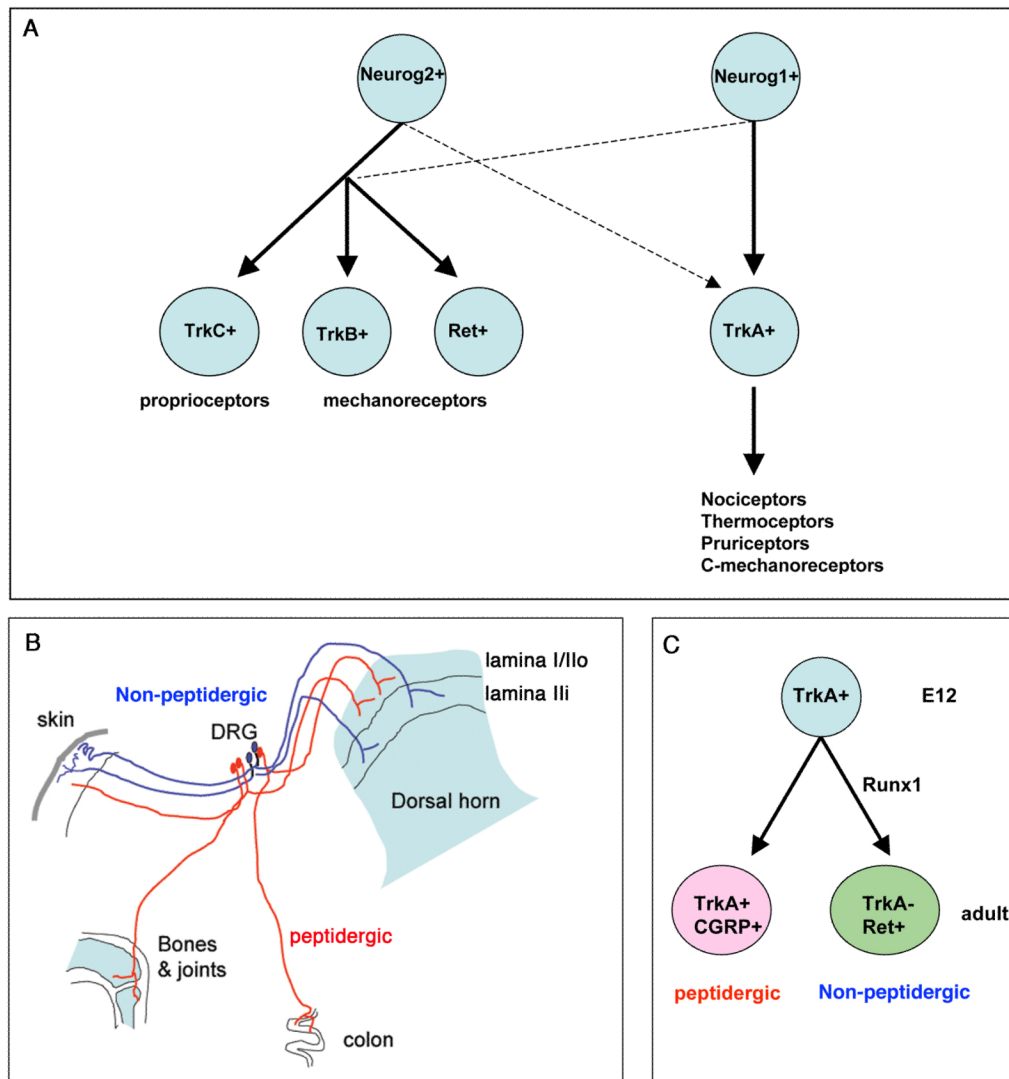 A
Neurog2+
Neurog1+
TrkC+
TrkB+
Ret+
TrkA+
proprioceptors
mechanoreceptors
Nociceptors
Thermoceptors
Pruriceptors
C-mechanoreceptors
B
Non-peptidergic
skin
DRG
lamina I/IIo
lamina IIi
Dorsal horn
Bones
& joints
peptidergic
colon
C
TrkA+
E12
Runx1
TrkA+
CGRP+
TrkA-
Ret+
adult
peptidergic
Non-peptidergic